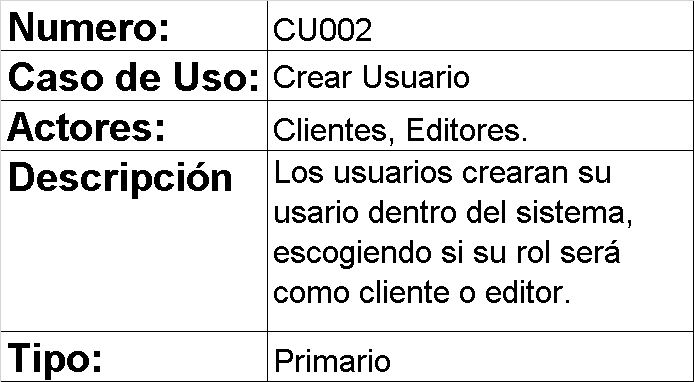 Numero: CU002
Caso de Uso: Crear Usuario
Actores: Clientes, Editores.
Descripción Los usuarios crearan su
usario dentro del sistema,
escogiendo si su rol será
como cliente o editor.
Tipo: Primario